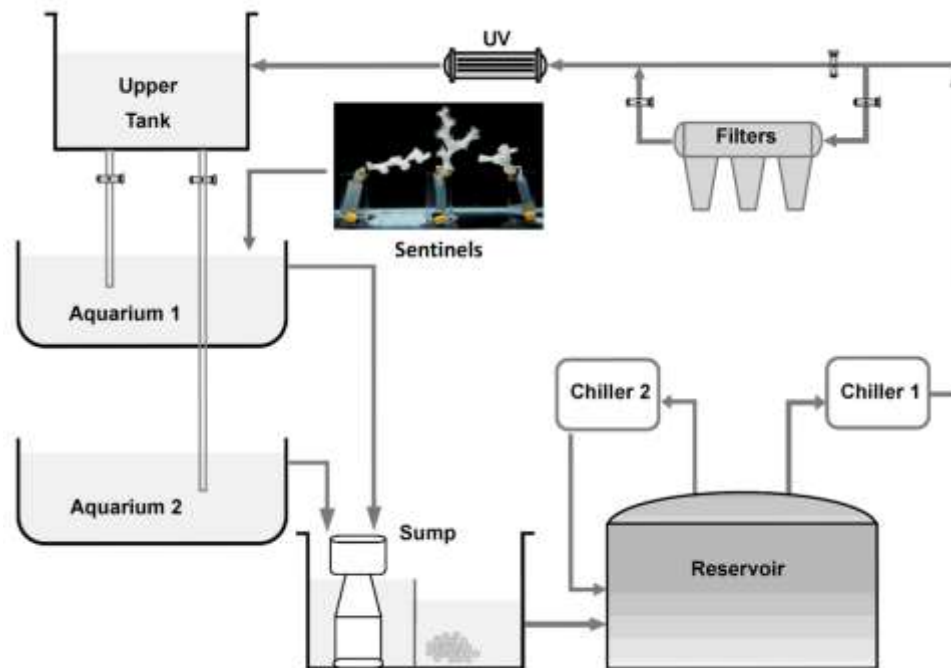 UV
Upper
Tank
Filters
Sentinels
Aquarium 1
Chiller 2
Chiller 1
Aquarium 2
Sump
Reservoir